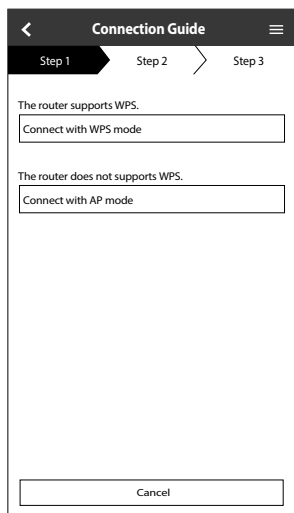 Connection Guide
Step 1 Step 2 Step 3
The router supports WPS.
Connect with WPS mode
The router does not supports WPS.
Connect with AP mode
Cancel